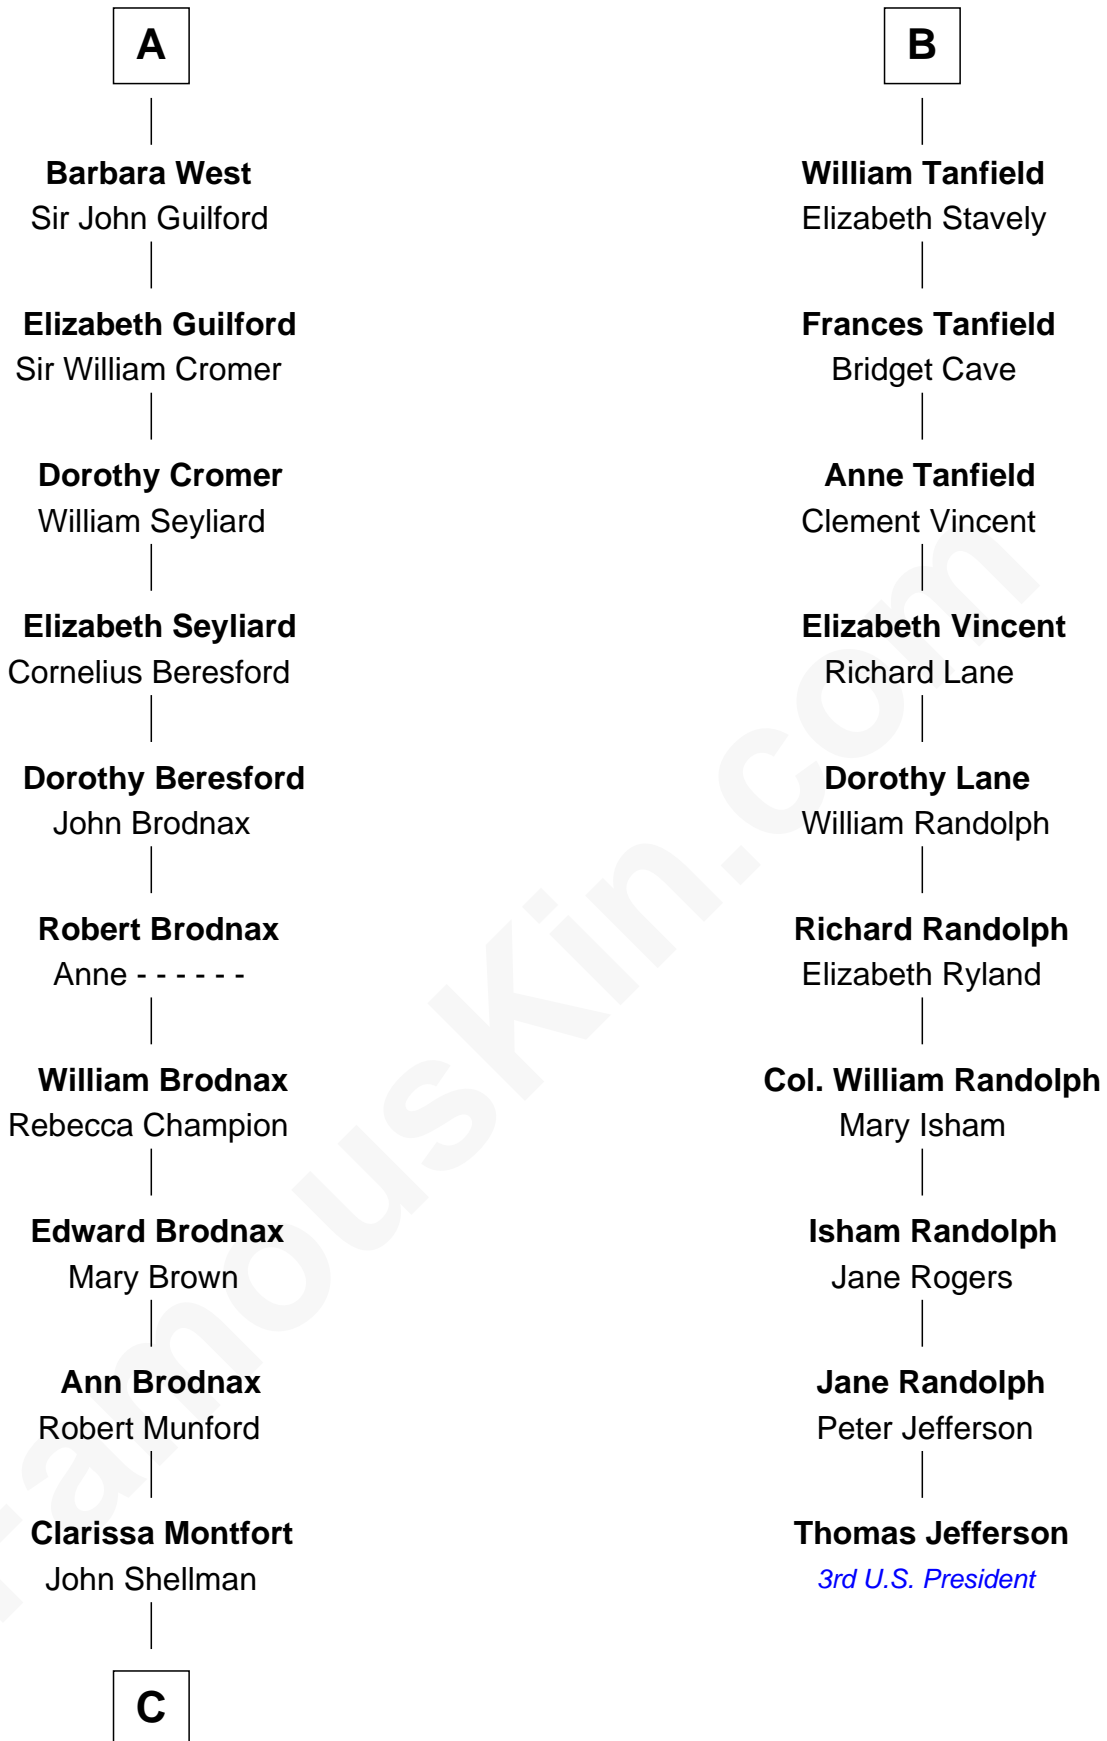 A
Barbara West
Sir John Guilford
Elizabeth Guilford
Sir William Cromer
Dorothy Cromer
William Seyliard
Elizabeth Seyliard
Cornelius Beresford
Dorothy Beresford
John Brodnax
Robert Brodnax
Anne - - - - - -
William Brodnax
Rebecca Champion
Edward Brodnax
Mary Brown
Ann Brodnax
Robert Munford
Clarissa Montfort
John Shellman
C
B
William Tanfield
Elizabeth Stavely
Frances Tanfield
Bridget Cave
Anne Tanfield
Clement Vincent
Elizabeth Vincent
Richard Lane
Dorothy Lane
William Randolph
Richard Randolph
Elizabeth Ryland
Col. William Randolph
Mary Isham
Isham Randolph
Jane Rogers
Jane Randolph
Peter Jefferson
Thomas Jefferson
3rd U.S. President
FamousKin.com